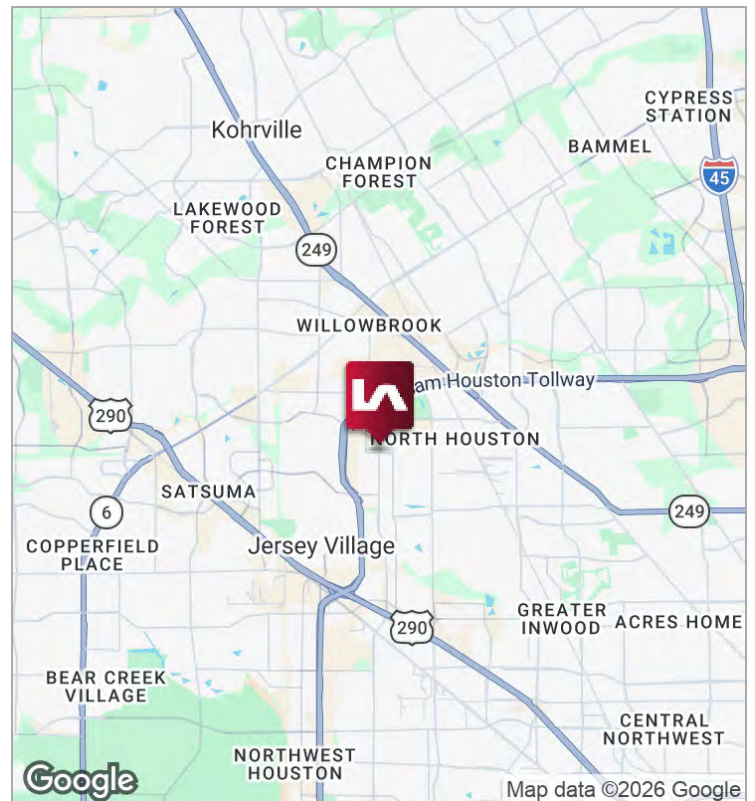 CYPRESS
STATION
Kohrville
BAMMEL
CHAMPION
FOREST
45
LAKEWOOD
FOREST
249
WILLOWBROOK
Sam Houston Tollway
290
NORTH HOUSTON
SATSUMA
6
249
COPPERFIELD
PLACE
Jersey Village
GREATER
INWOOD
ACRES HOME
290
BEAR CREEK
VILLAGE
CENTRAL
NORTHWEST
NORTHWEST
HOUSTON
Google
Map data ©2026 Google